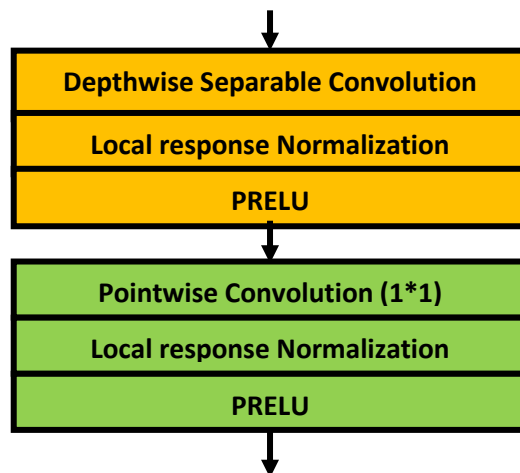 Depthwise Separable Convolution
Local response Normalization
PRELU
Pointwise Convolution (1*1)
Local response Normalization
PRELU